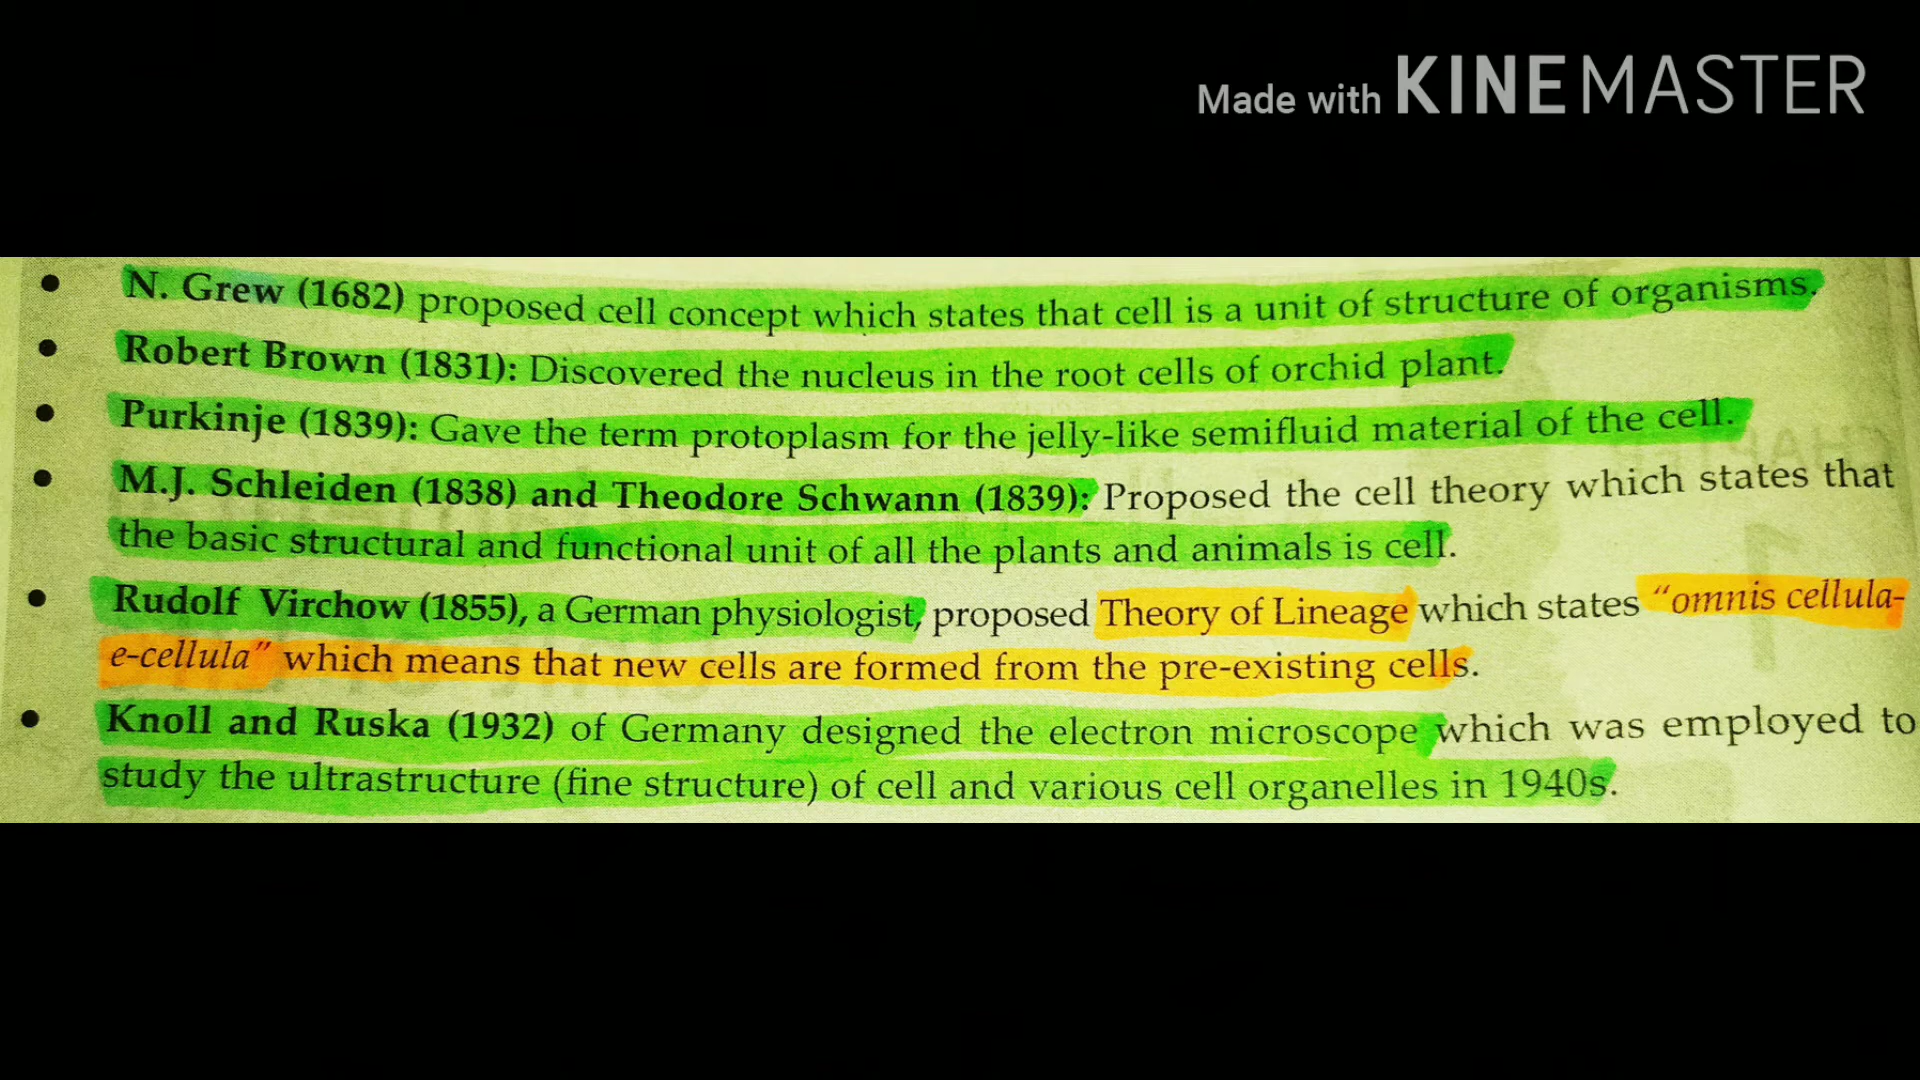 Made with KINEMASTER
• N. Grew (1682) proposed cell concept which states that cell is a unit of structure of organisms.
• Robert Brown (1831): Discovered the nucleus in the root cells of orchid plant.
• Purkinje (1839): Gave the term protoplasm for the jelly-like semifluid material of the cell.
• M.J. Schleiden (1838) and Theodore Schwann (1839): Proposed the cell theory which states that
the basic structural and functional unit of all the plants and animals is cell.
• Rudolf Virchow (1855), a German physiologist, proposed Theory of Lineage which states "omnis cellula-
e-cellula" which means that new cells are formed from the pre-existing cells.
• Knoll and Ruska (1932) of Germany designed the electron microscope which was employed to
study the ultrastructure (fine structure) of cell and various cell organelles in 1940s.